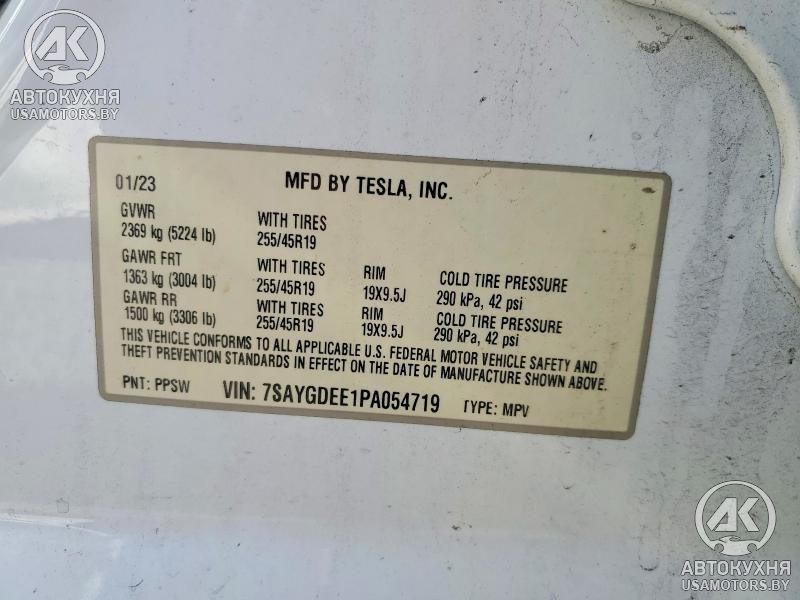 AK
АВТОКУХНЯ
USAMOTORS.BY
01/23 MFD BY TESLA, INC.
GVWR WITH TIRES
2369 kg (5224 lb) 255/45R19
GAWR FRT WITH TIRES RIM COLD TIRE PRESSURE
1363 kg (3004 lb) 255/45R19 19X9.5J 290 kPa, 42 psi
GAWR RR WITH TIRES RIM COLD TIRE PRESSURE
1500 kg (3306 lb) 255/45R19 19X9.5J 290 kPa, 42 psi
THIS VEHICLE CONFORMS TO ALL APPLICABLE U.S. FEDERAL MOTOR VEHICLE SAFETY AND
THEFT PREVENTION STANDARDS IN EFFECT ON THE DATE OF MANUFACTURE SHOWN ABOVE.
PNT: PPSW VIN: 7SAYGDEE1PA054719 TYPE: MPV
AK
АВТОКУХНЯ
USAMOTORS.BY